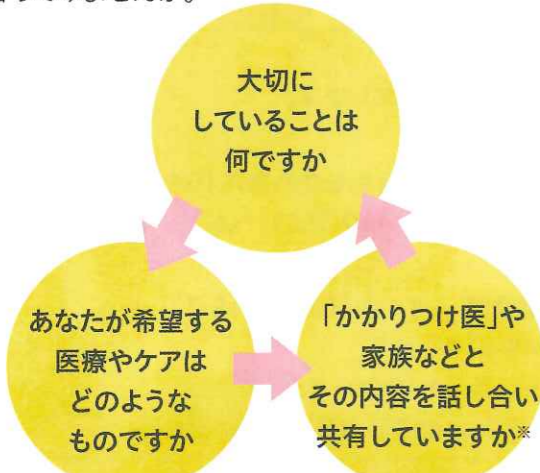 大切に
していることは
何ですか
あなたが希望する
医療やケアは
どのような
ものですか
「かかりつけ医」や
家族などと
その内容を話し合い
共有していますか※